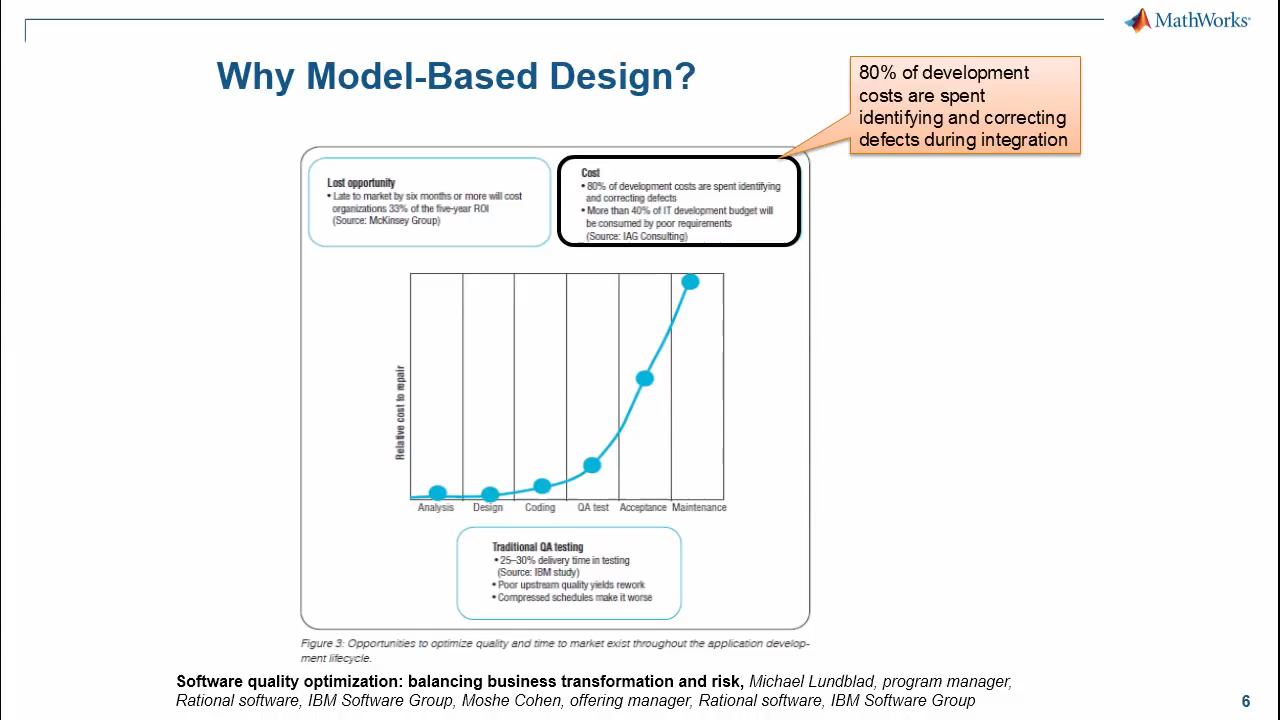 MathWorks®
Why Model-Based Design?
80% of development
costs are spent
identifying and correcting
defects during integration
Lost opportunity
• Late to market by six months or more will cost
organizations 33% of the five-year ROI
(Source: McKinsey Group)
Cost
• 80% of development costs are spent identifying
and correcting defects
• More than 40% of IT development budget will
be consumed by poor requirements
(Source: IAG Consulting)
Relative cost to repair
Analysis Design Coding QA test Acceptance Maintenance
Traditional QA testing
• 25–30% delivery time in testing
(Source: IBM study)
• Poor upstream quality yields rework
• Compressed schedules make it worse
Figure 3: Opportunities to optimize quality and time to market exist throughout the application develop-
ment lifecycle.
Software quality optimization: balancing business transformation and risk, Michael Lundblad, program manager,
Rational software, IBM Software Group, Moshe Cohen, offering manager, Rational software, IBM Software Group
6